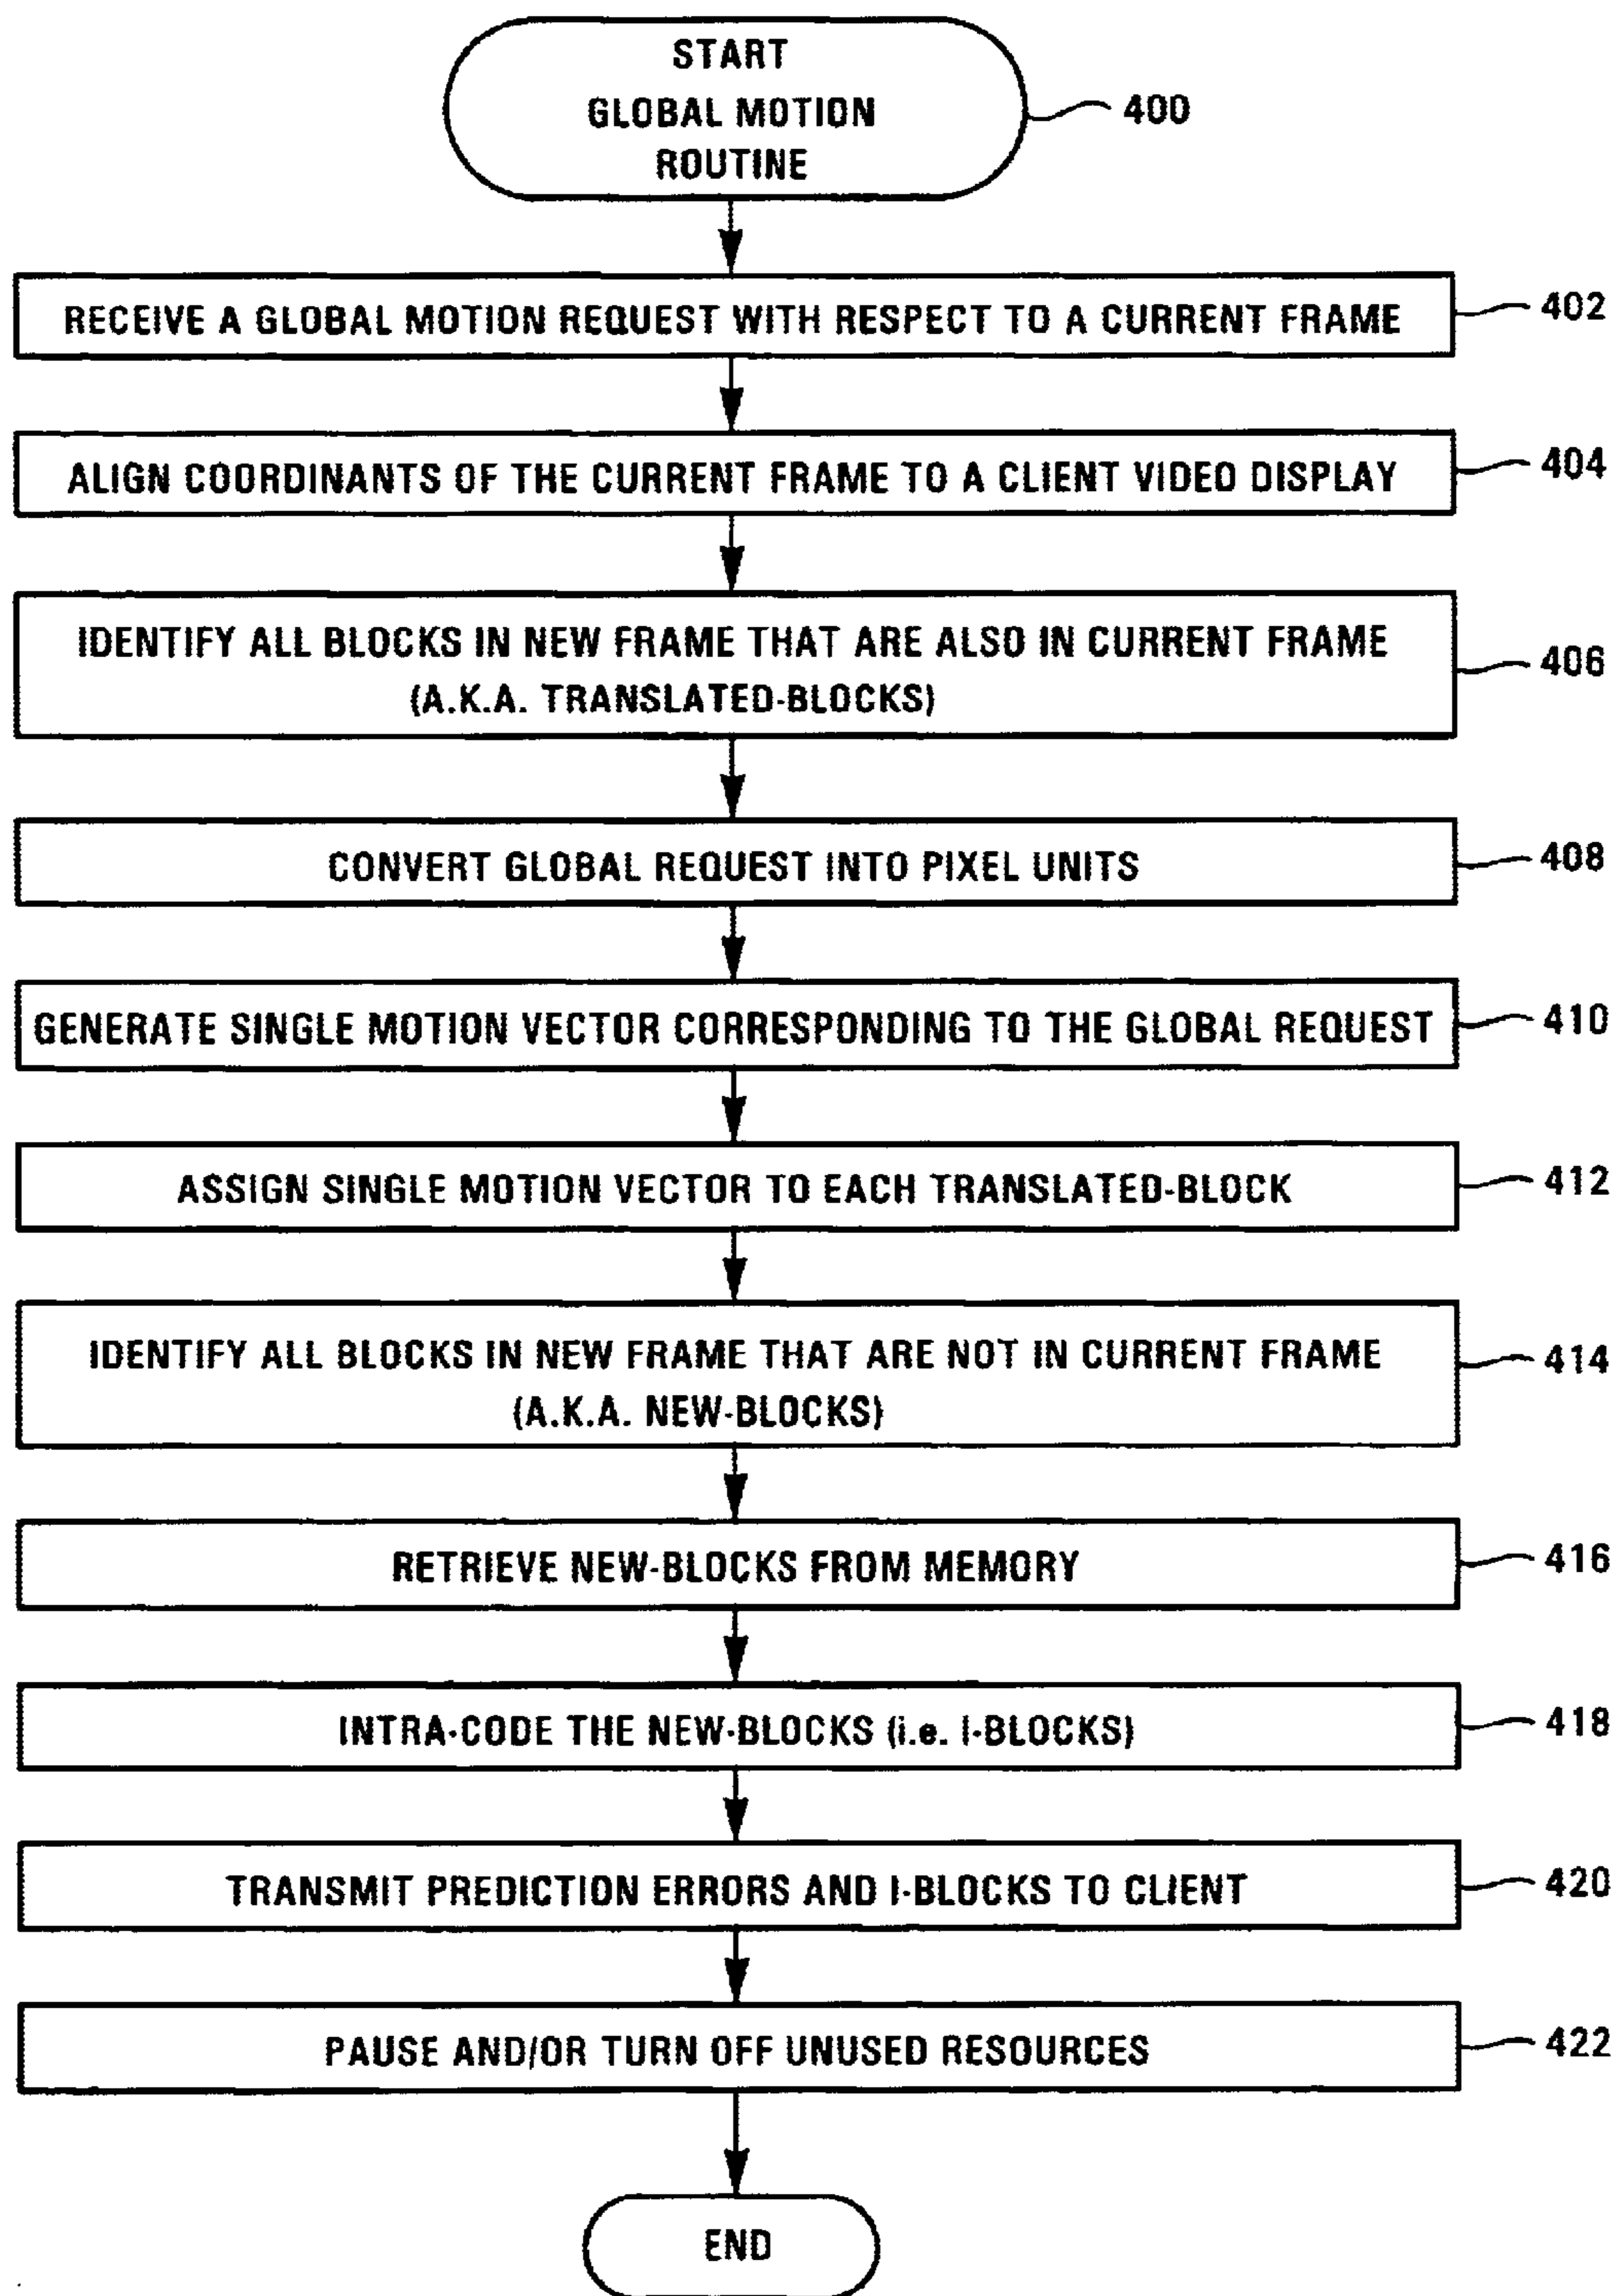 START
GLOBAL MOTION
ROUTINE
400
RECEIVE A GLOBAL MOTION REQUEST WITH RESPECT TO A CURRENT FRAME
402
ALIGN COORDINANTS OF THE CURRENT FRAME TO A CLIENT VIDEO DISPLAY
404
IDENTIFY ALL BLOCKS IN NEW FRAME THAT ARE ALSO IN CURRENT FRAME
(A.K.A. TRANSLATED-BLOCKS)
406
CONVERT GLOBAL REQUEST INTO PIXEL UNITS
408
GENERATE SINGLE MOTION VECTOR CORRESPONDING TO THE GLOBAL REQUEST
410
ASSIGN SINGLE MOTION VECTOR TO EACH TRANSLATED-BLOCK
412
IDENTIFY ALL BLOCKS IN NEW FRAME THAT ARE NOT IN CURRENT FRAME
(A.K.A. NEW-BLOCKS)
414
RETRIEVE NEW-BLOCKS FROM MEMORY
416
INTRA-CODE THE NEW-BLOCKS (i.e. I-BLOCKS)
418
TRANSMIT PREDICTION ERRORS AND I-BLOCKS TO CLIENT
420
PAUSE AND/OR TURN OFF UNUSED RESOURCES
422
END